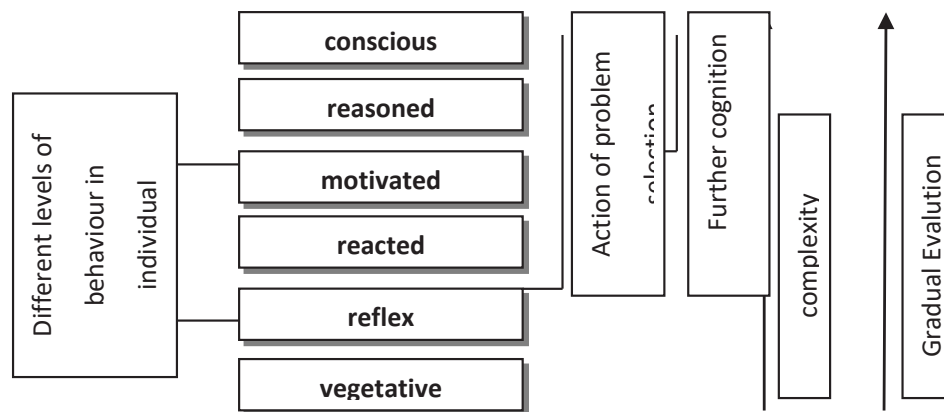 Different levels of
behaviour in
individual
conscious
reasoned
motivated
reacted
reflex
vegetative
Action of problem
selection
Further cognition
complexity
Gradual Evalution